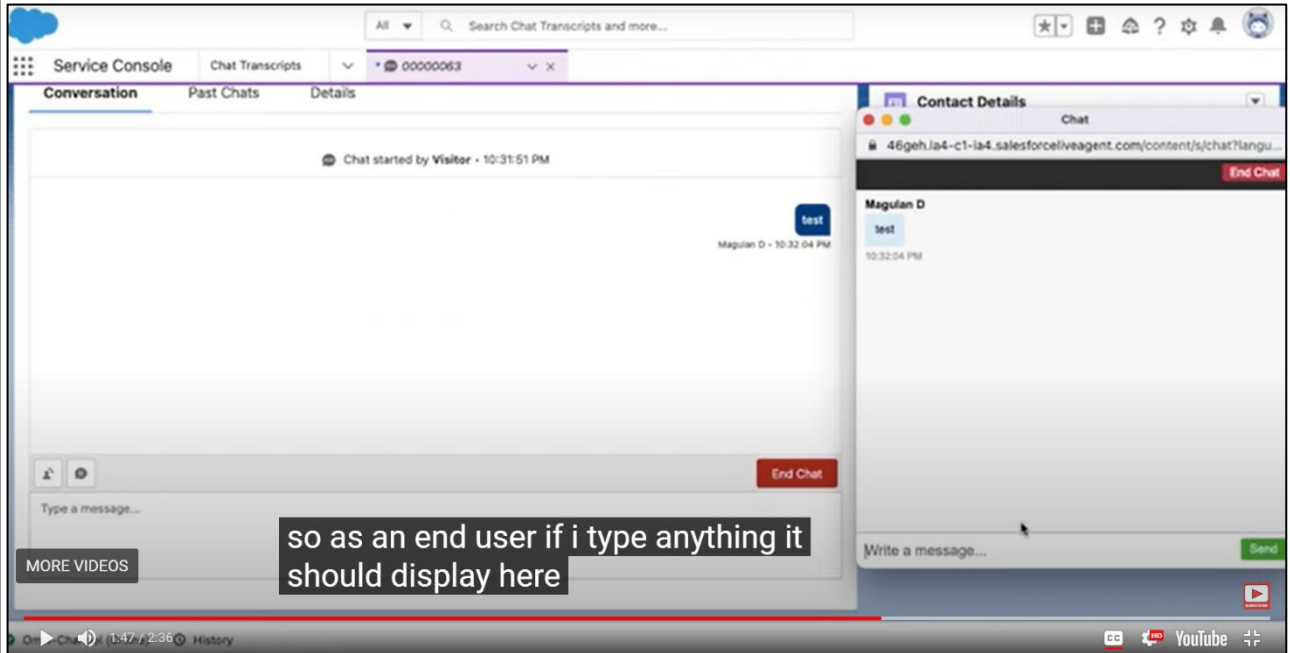 All
Search Chat Transcripts and more...
Service Console
Chat Transcripts
00000063
Conversation
Past Chats
Details
Contact Details
Chat
46geh.la4-c1-la4.salesforceliveagent.com/content/s/chat?langu...
End Chat
Chat started by Visitor • 10:31:51 PM
Magulan D
test
10:32:04 PM
test
Magulan D • 10:32:04 PM
End Chat
Type a message...
Write a message...
Send
so as an end user if i type anything it
should display here
MORE VIDEOS
1:47 / 2:36
History
CC
HD
YouTube